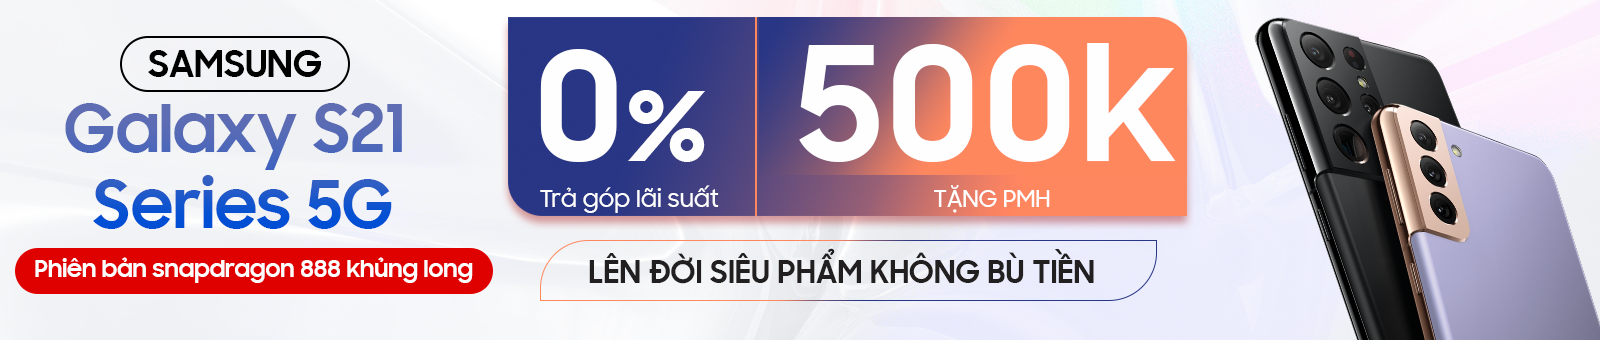 SAMSUNG
Galaxy S21
Series 5G
Phiên bản snapdragon 888 khủng long
0%
Trả góp lãi suất
500k
TẶNG PMH
LÊN ĐỜI SIÊU PHẨM KHÔNG BÙ TIỀN